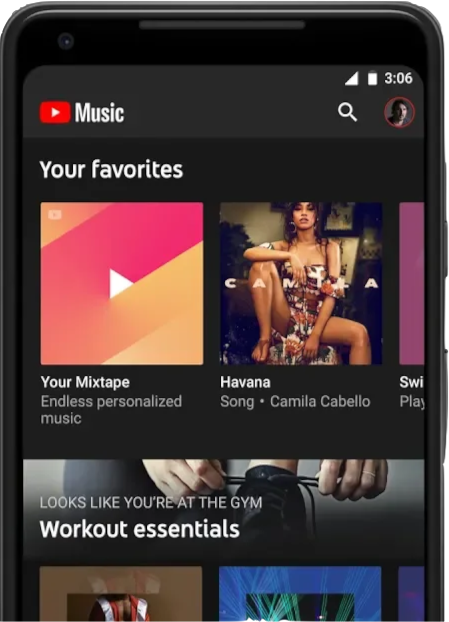 3:06
Music
Your favorites
CAMILA
Your Mixtape
Endless personalized
music
Havana
Song • Camila Cabello
Swi
Play
LOOKS LIKE YOU'RE AT THE GYM
Workout essentials